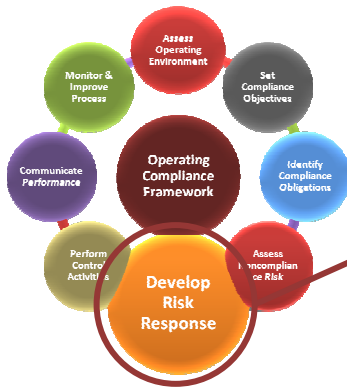 Assess
Operating
Environment
Set
Compliance
Objectives
Identify
Compliance
Obligations
Assess
Noncomplian
ce Risk
Develop
Risk
Response
Perform
Control
Activities
Communicate
Performance
Monitor &
Improve
Process
Operating
Compliance
Framework